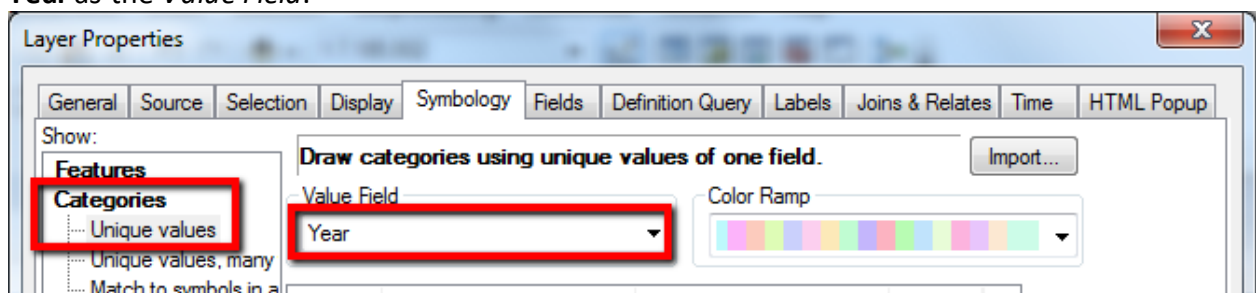 as the Value Field.
Layer Properties
General Source Selection Display Symbology Fields Definition Query Labels Joins & Relates Time HTML Popup
Show:
Features
Categories
Unique values
Unique values, many
Match to symbols in a
Draw categories using unique values of one field.
Import...
Value Field
Year
Color Ramp